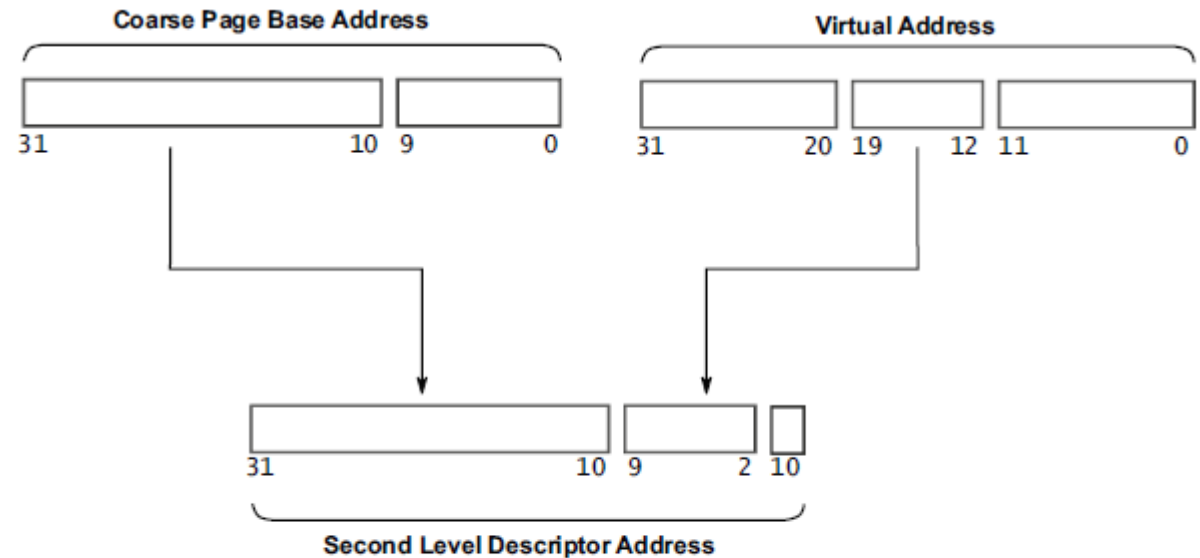 Coarse Page Base Address
Virtual Address
31 10 9 0
31 20 19 12 11 0
31 10 9 2 10
Second Level Descriptor Address